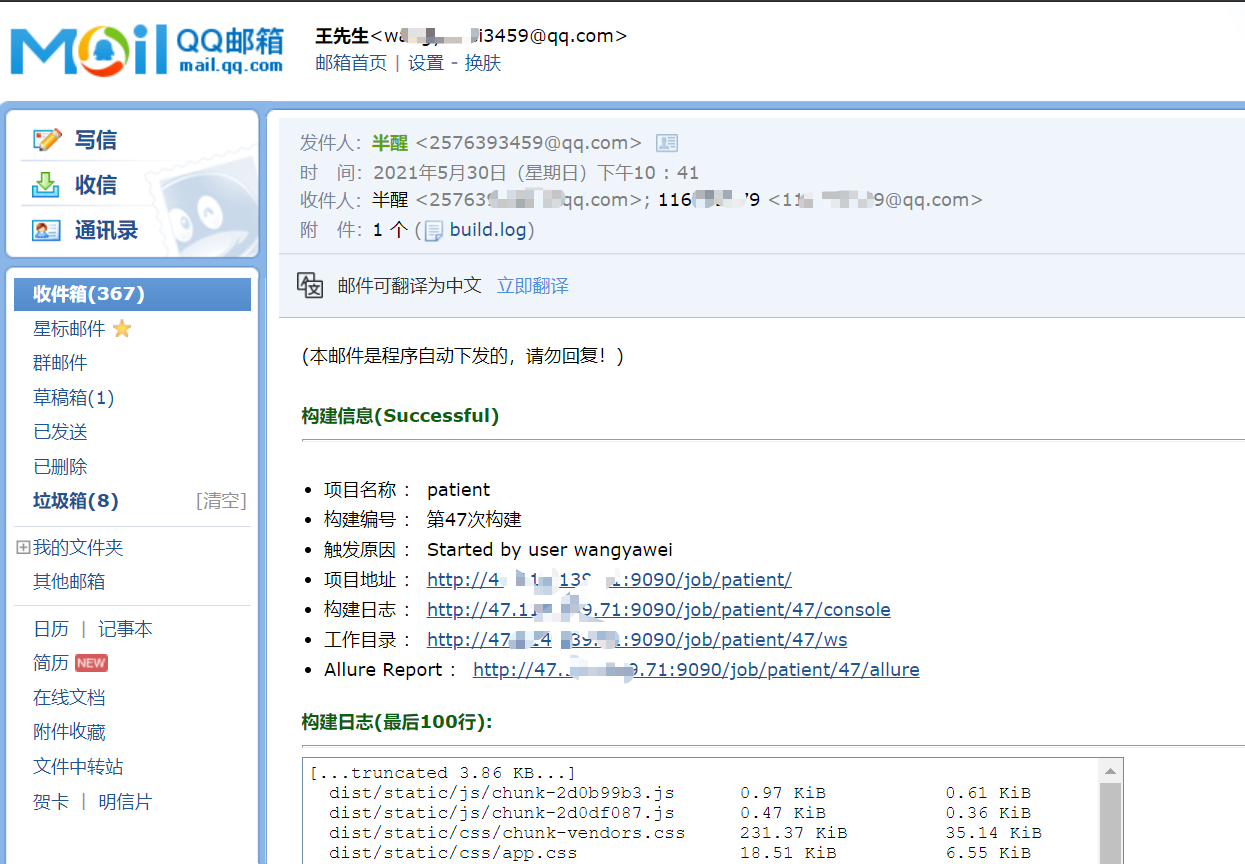 Mail QQ邮箱
mail.qq.com
王先生<wa i3459@qq.com>
邮箱首页 | 设置 - 换肤
写信
收信
通讯录
收件箱(367)
星标邮件
群邮件
草稿箱(1)
已发送
已删除
垃圾箱(8) [清空]
我的文件夹
其他邮箱
日历 | 记事本
简历 NEW
在线文档
附件收藏
文件中转站
贺卡 | 明信片
发件人: 半醒 <2576393459@qq.com>
时 间: 2021年5月30日 (星期日) 下午10:41
收件人: 半醒 <257639 qq.com>; 116 9 <11 9@qq.com>
附 件: 1 个 ( build.log)
邮件可翻译为中文 立即翻译
(本邮件是程序自动下发的，请勿回复！)
构建信息(Successful)
• 项目名称 : patient
• 构建编号 : 第47次构建
• 触发原因 : Started by user wangyawei
• 项目地址 : http://4 139. :9090/job/patient/
• 构建日志 : http://47.11 9.71:9090/job/patient/47/console
• 工作目录 : http://47 4 39. :9090/job/patient/47/ws
• Allure Report : http://47. 9.71:9090/job/patient/47/allure
构建日志(最后100行):
[...truncated 3.86 KB...]
dist/static/js/chunk-2d0b99b3.js 0.97 KiB 0.61 KiB
dist/static/js/chunk-2d0df087.js 0.47 KiB 0.36 KiB
dist/static/css/chunk-vendors.css 231.37 KiB 35.14 KiB
dist/static/css/app.css 18.51 KiB 6.55 KiB